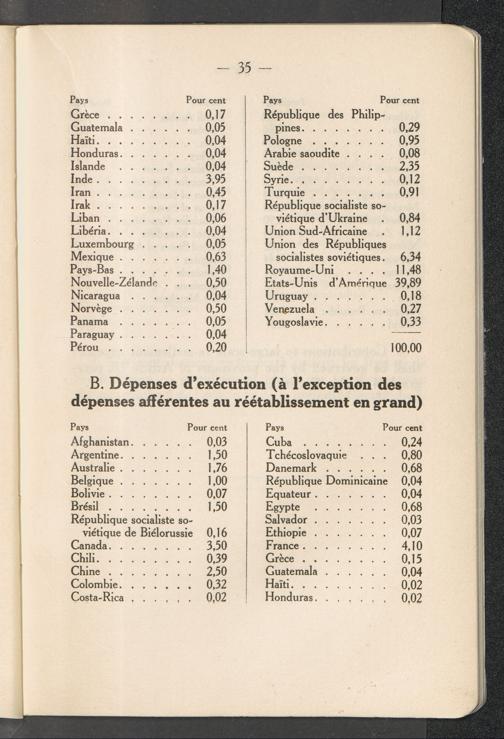 — 35 —
Pays Pour cent
Grèce . . . . . . . . 0,17
Guatemala . . . . . . 0,05
Haïti. . . . . . . . . 0,04
Honduras. . . . . . . 0,04
Islande . . . . . . . 0,04
Inde . . . . . . . . . 3,95
Iran . . . . . . . . . 0,45
Irak . . . . . . . . . 0,17
Liban . . . . . . . . 0,06
Libéria. . . . . . . . 0,04
Luxembourg . . . . . 0,05
Mexique . . . . . . . 0,63
Pays-Bas . . . . . . . 1,40
Nouvelle-Zélande . . 0,50
Nicaragua . . . . . . 0,04
Norvège . . . . . . . 0,50
Panama . . . . . . . 0,05
Paraguay . . . . . . . 0,04
Pérou . . . . . . . . 0,20
Pays Pour cent
République des Philip-
pines. . . . . . . . 0,29
Pologne . . . . . . . 0,95
Arabie saoudite . . . . 0,08
Suède . . . . . . . . 2,35
Syrie. . . . . . . . . 0,12
Turquie . . . . . . . 0,91
République socialiste so-
viétique d'Ukraine . 0,84
Union Sud-Africaine . 1,12
Union des Républiques
socialistes soviétiques. 6,34
Royaume-Uni . . . . 11,48
Etats-Unis d'Amérique 39,89
Uruguay . . . . . . . 0,18
Venezuela . . . . . . 0,27
Yougoslavie. . . . . . 0,33
100,00
B. Dépenses d'exécution (à l'exception des
dépenses afférentes au réétablissement en grand)
Pays Pour cent
Afghanistan. . . . . . 0,03
Argentine. . . . . . . 1,50
Australie . . . . . . . 1,76
Belgique . . . . . . . 1,00
Bolivie . . . . . . . . 0,07
Brésil . . . . . . . . 1,50
République socialiste so-
viétique de Biélorussie 0,16
Canada. . . . . . . . 3,50
Chili. . . . . . . . . 0,39
Chine . . . . . . . . 2,50
Colombie. . . . . . . 0,32
Costa-Rica . . . . . . 0,02
Pays Pour cent
Cuba . . . . . . . . 0,24
Tchécoslovaquie . . . 0,80
Danemark . . . . . . 0,68
République Dominicaine 0,04
Equateur . . . . . . . 0,04
Egypte . . . . . . . 0,68
Salvador . . . . . . . 0,03
Ethiopie . . . . . . . 0,07
France . . . . . . . . 4,10
Grèce . . . . . . . . 0,15
Guatemala . . . . . . 0,04
Haïti. . . . . . . . . 0,02
Honduras. . . . . . . 0,02